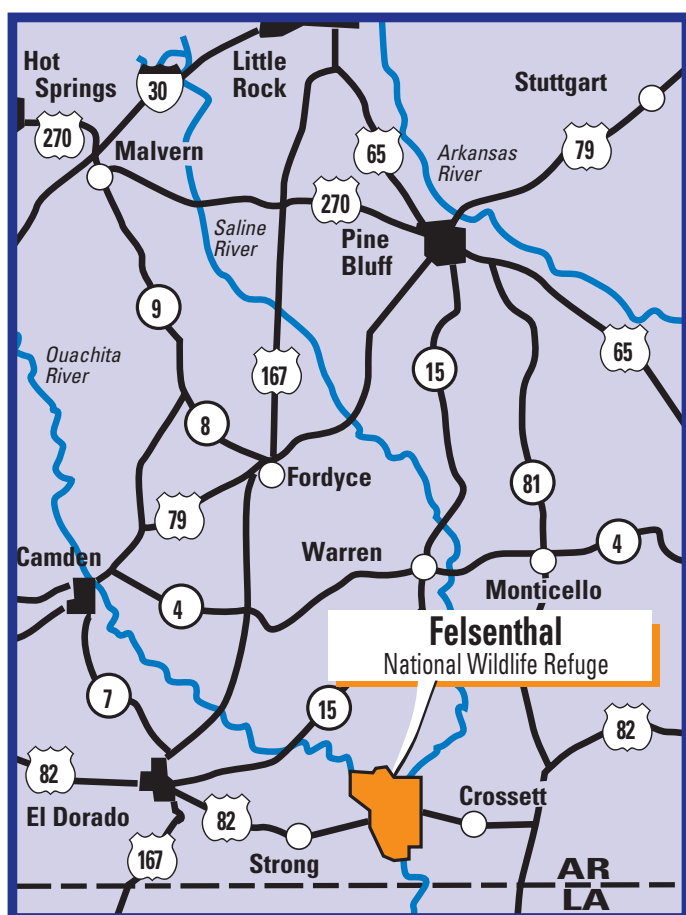 Hot
Springs
Little
Rock
Stuttgart
30
270
Malvern
65
Arkansas
River
79
270
Saline
River
Pine
Bluff
9
Ouachita
River
167
15
65
8
Fordyce
79
81
Camden
Warren
4
Monticello
4
Felsenthal
National Wildlife Refuge
7
15
82
82
El Dorado
82
Crossett
167
Strong
AR
LA